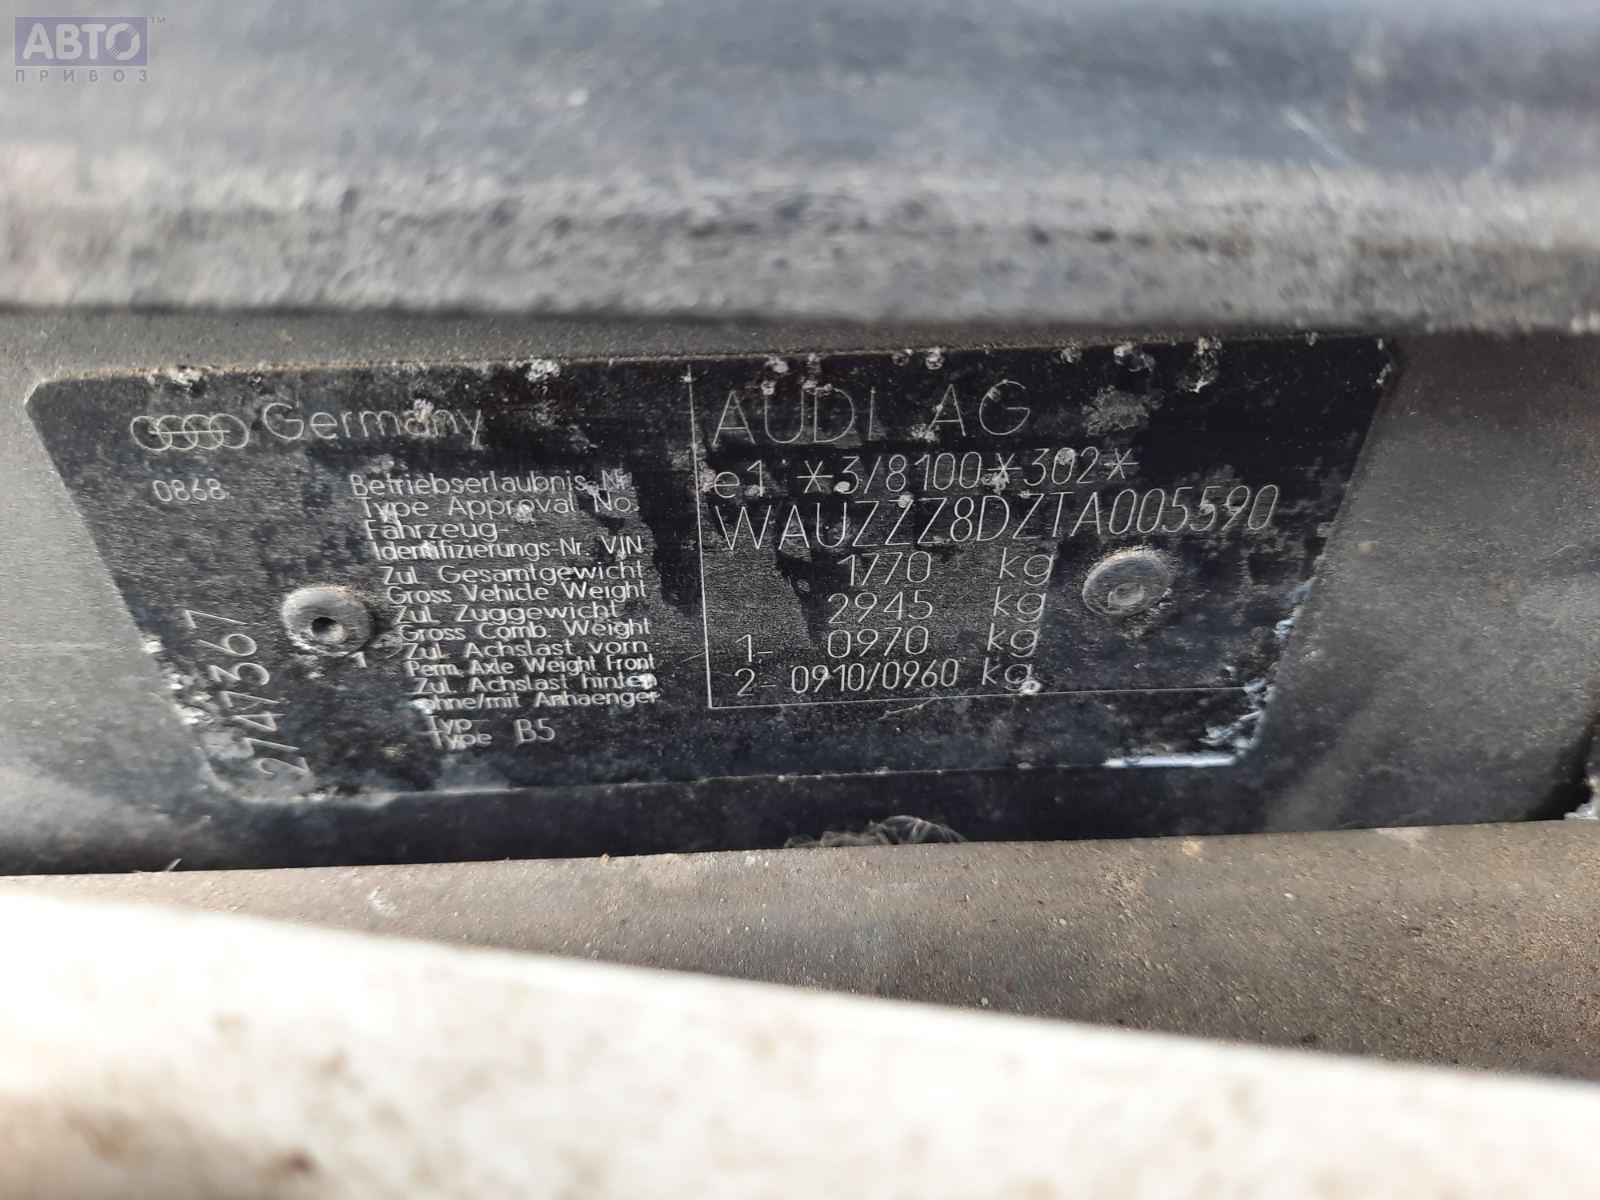 АВТО™
ПРИВОЗ
Germany
AUDI AG
0868
Betriebserlaubnis Nr.
Type Approval No.
e1 *3/8100*302*
Fahrzeug-
Identifizierungs-Nr. VIN
WAUZZZ8DZTA005590
Zul. Gesamtgewicht
Gross Vehicle Weight
1770 kg
Zul. Zuggewicht
Gross Comb. Weight
2945 kg
Zul. Achslast vorn
Perm. Axle Weight Front
1- 0970 kg
Zul. Achslast hinten
ohne/mit Anhaenger
2- 0910/0960 kg
Typ
Type B5
2747367